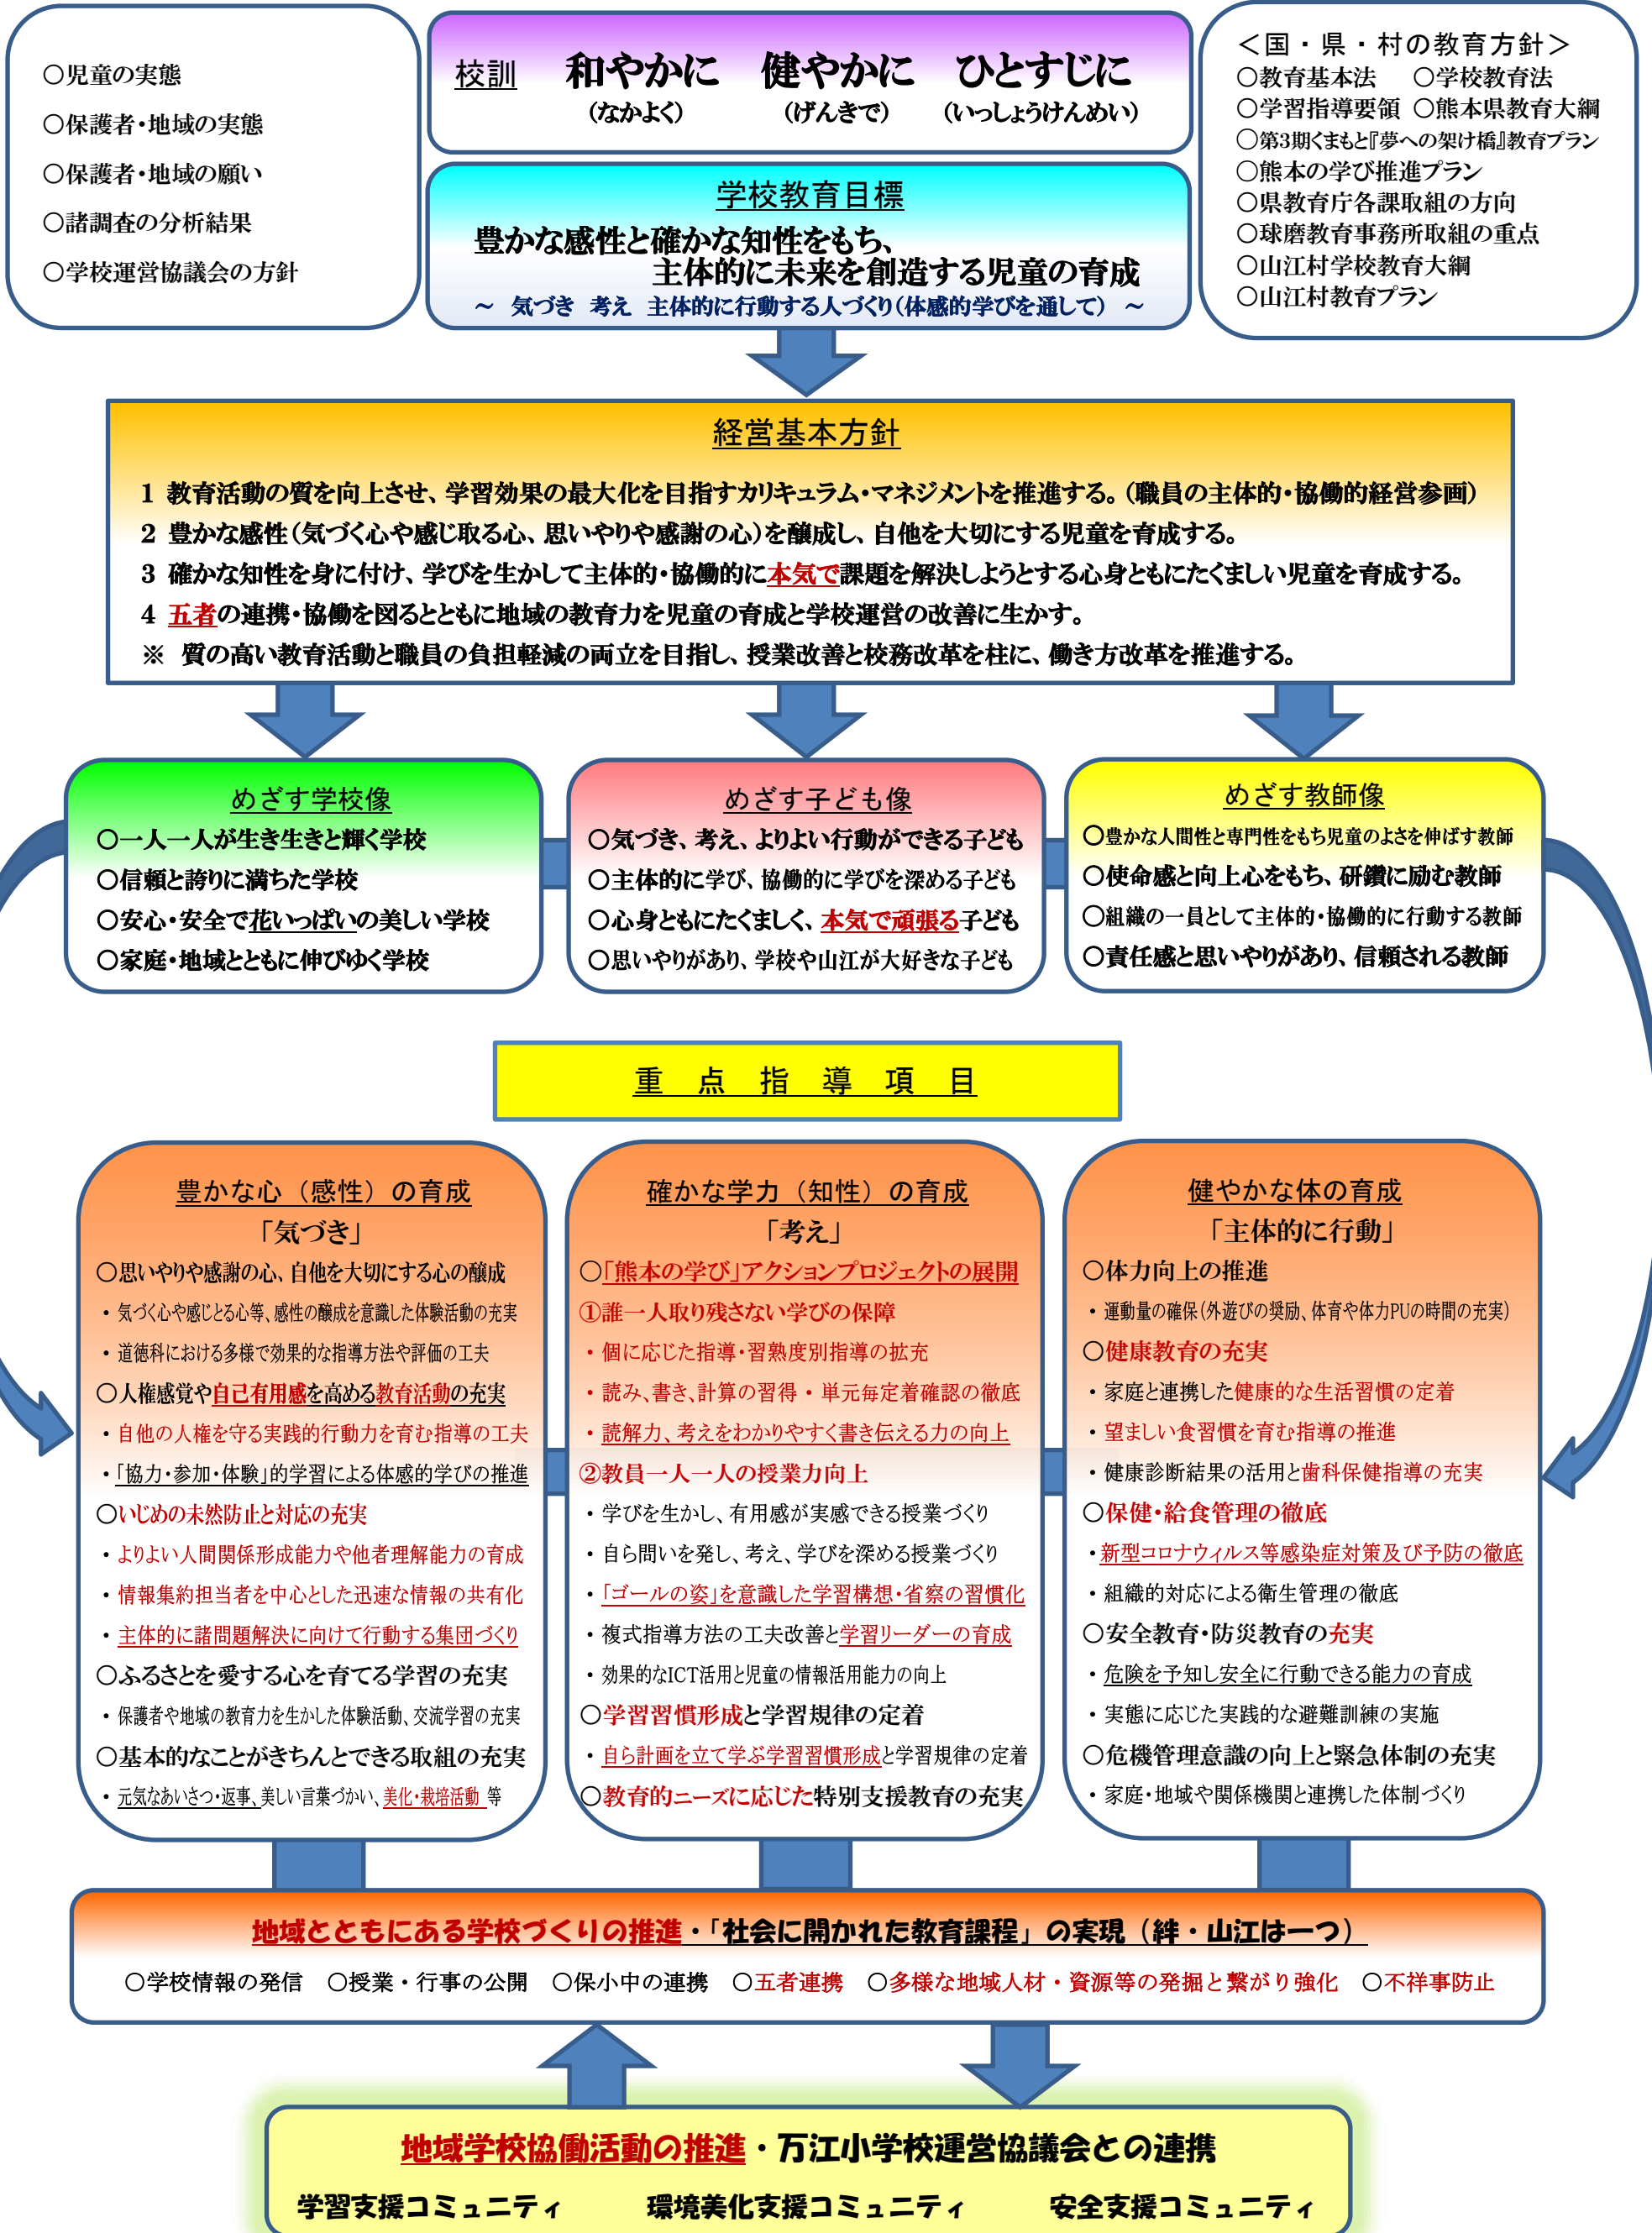 ○児童の実態
○保護者・地域の実態
○保護者・地域の願い
○諸調査の分析結果
○学校運営協議会の方針
校訓 和やかに 健やかに ひとすじに
（なかよく） （げんきで） （いっしょうけんめい）
学校教育目標
豊かな感性と確かな知性をもち、
主体的に未来を創造する児童の育成
～ 気づき 考え 主体的に行動する人づくり（体感的学びを通して） ～
＜国・県・村の教育方針＞
○教育基本法 ○学校教育法
○学習指導要領 ○熊本県教育大綱
○第3期くまもと『夢への架け橋』教育プラン
○熊本の学び推進プラン
○県教育庁各課取組の方向
○球磨教育事務所取組の重点
○山江村学校教育大綱
○山江村教育プラン
経営基本方針
1 教育活動の質を向上させ、学習効果の最大化を目指すカリキュラム・マネジメントを推進する。（職員の主体的・協働的経営参画）
2 豊かな感性（気づく心や感じ取る心、思いやりや感謝の心）を醸成し、自他を大切にする児童を育成する。
3 確かな知性を身に付け、学びを生かして主体的・協働的に本気で課題を解決しようとする心身ともにたくましい児童を育成する。
4 五者の連携・協働を図るとともに地域の教育力を児童の育成と学校運営の改善に生かす。
※ 質の高い教育活動と職員の負担軽減の両立を目指し、授業改善と校務改革を柱に、働き方改革を推進する。
めざす学校像
○一人一人が生き生きと輝く学校
○信頼と誇りに満ちた学校
○安心・安全で花いっぱいの美しい学校
○家庭・地域とともに伸びゆく学校
めざす子ども像
○気づき、考え、よりよい行動ができる子ども
○主体的に学び、協働的に学びを深める子ども
○心身ともにたくましく、本気で頑張る子ども
○思いやりがあり、学校や山江が大好きな子ども
めざす教師像
○豊かな人間性と専門性をもち児童のよさを伸ばす教師
○使命感と向上心をもち、研鑽に励む教師
○組織の一員として主体的・協働的に行動する教師
○責任感と思いやりがあり、信頼される教師
重 点 指 導 項 目
豊かな心（感性）の育成
「気づき」
○思いやりや感謝の心、自他を大切にする心の醸成
・気づく心や感じとる心等、感性の醸成を意識した体験活動の充実
・道徳科における多様で効果的な指導方法や評価の工夫
○人権感覚や自己有用感を高める教育活動の充実
・自他の人権を守る実践的行動力を育む指導の工夫
・「協力・参加・体験」的学習による体感的学びの推進
○いじめの未然防止と対応の充実
・よりよい人間関係形成能力や他者理解能力の育成
・情報集約担当者を中心とした迅速な情報の共有化
・主体的に諸問題解決に向けて行動する集団づくり
○ふるさとを愛する心を育てる学習の充実
・保護者や地域の教育力を生かした体験活動、交流学習の充実
○基本的なことがきちんとできる取組の充実
・元気なあいさつ・返事、美しい言葉づかい、美化・栽培活動 等
確かな学力（知性）の育成
「考え」
○「熊本の学び」アクションプロジェクトの展開
①誰一人取り残さない学びの保障
・個に応じた指導・習熟度別指導の拡充
・読み、書き、計算の習得・単元毎定着確認の徹底
・読解力、考えをわかりやすく書き伝える力の向上
②教員一人一人の授業力向上
・学びを生かし、有用感が実感できる授業づくり
・自ら問いを発し、考え、学びを深める授業づくり
・「ゴールの姿」を意識した学習構想・省察の習慣化
・複式指導方法の工夫改善と学習リーダーの育成
・効果的なICT活用と児童の情報活用能力の向上
○学習習慣形成と学習規律の定着
・自ら計画を立て学ぶ学習習慣形成と学習規律の定着
○教育的ニーズに応じた特別支援教育の充実
健やかな体の育成
「主体的に行動」
○体力向上の推進
・運動量の確保（外遊びの奨励、体育や体力PUの時間の充実）
○健康教育の充実
・家庭と連携した健康的な生活習慣の定着
・望ましい食習慣を育む指導の推進
・健康診断結果の活用と歯科保健指導の充実
○保健・給食管理の徹底
・新型コロナウィルス等感染症対策及び予防の徹底
・組織的対応による衛生管理の徹底
○安全教育・防災教育の充実
・危険を予知し安全に行動できる能力の育成
・実態に応じた実践的な避難訓練の実施
○危機管理意識の向上と緊急体制の充実
・家庭・地域や関係機関と連携した体制づくり
地域とともにある学校づくりの推進・「社会に開かれた教育課程」の実現（絆・山江は一つ）
○学校情報の発信 ○授業・行事の公開 ○保小中の連携 ○五者連携 ○多様な地域人材・資源等の発掘と繋がり強化 ○不祥事防止
地域学校協働活動の推進・万江小学校運営協議会との連携
学習支援コミュニティ 環境美化支援コミュニティ 安全支援コミュニティ